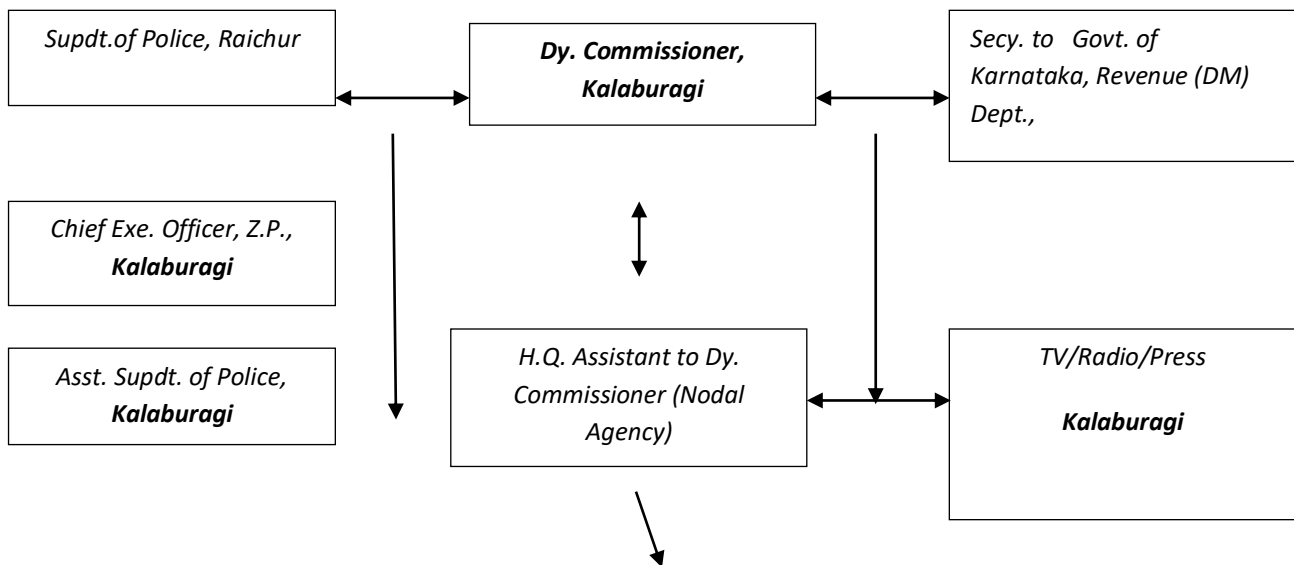 Supdt.of Police, Raichur
Dy. Commissioner,
Kalaburagi
Secy. to Govt. of
Karnataka, Revenue (DM)
Dept.,
Chief Exe. Officer, Z.P.,
Kalaburagi
Asst. Supdt. of Police,
Kalaburagi
H.Q. Assistant to Dy.
Commissioner (Nodal
Agency)
TV/Radio/Press
Kalaburagi